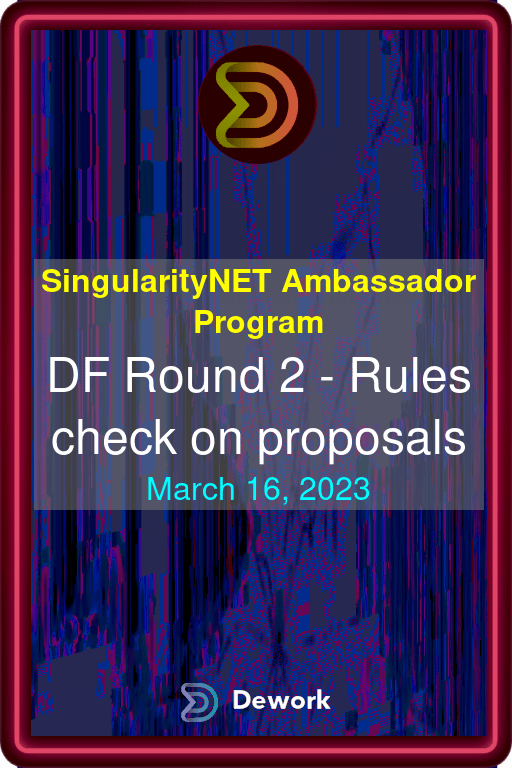 SingularityNET Ambassador
Program
DF Round 2 - Rules
check on proposals
March 16, 2023
Dework